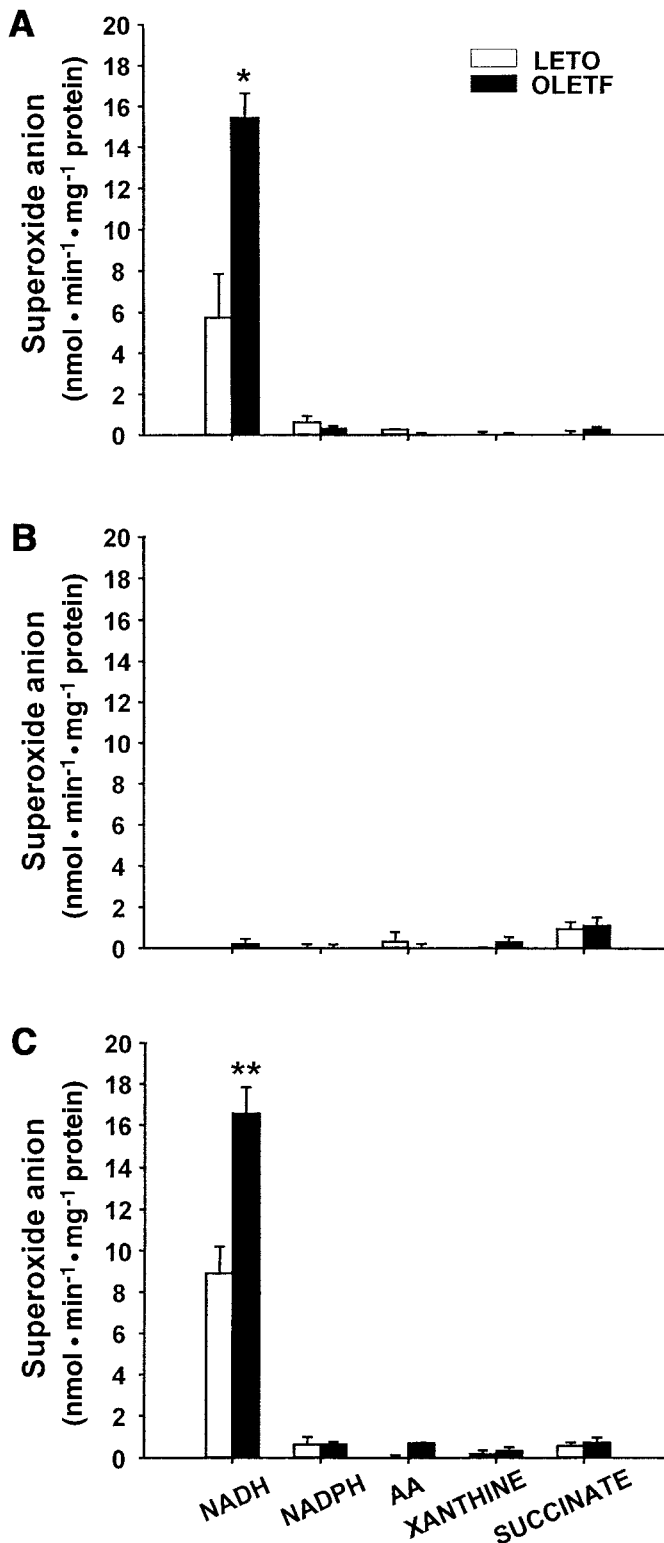 A
20
18
16
14
12
10
8
6
4
2
0
Superoxide anion
(nmol • min⁻¹ • mg⁻¹ protein)
*
LETO
OLETF
B
20
18
16
14
12
10
8
6
4
2
0
Superoxide anion
(nmol • min⁻¹ • mg⁻¹ protein)
C
20
18
16
14
12
10
8
6
4
2
0
Superoxide anion
(nmol • min⁻¹ • mg⁻¹ protein)
**
NADH
NADPH
AA
XANTHINE
SUCCINATE